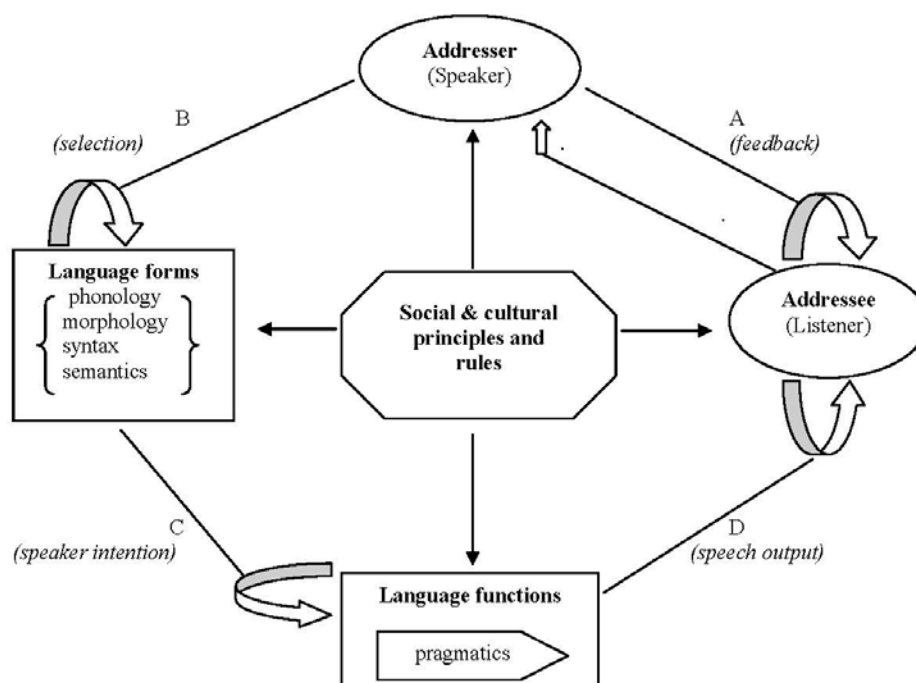 Addresser
(Speaker)
B
(selection)
A
(feedback)
Language forms
phonology
morphology
syntax
semantics
Social & cultural
principles and
rules
Addressee
(Listener)
C
(speaker intention)
D
(speech output)
Language functions
pragmatics